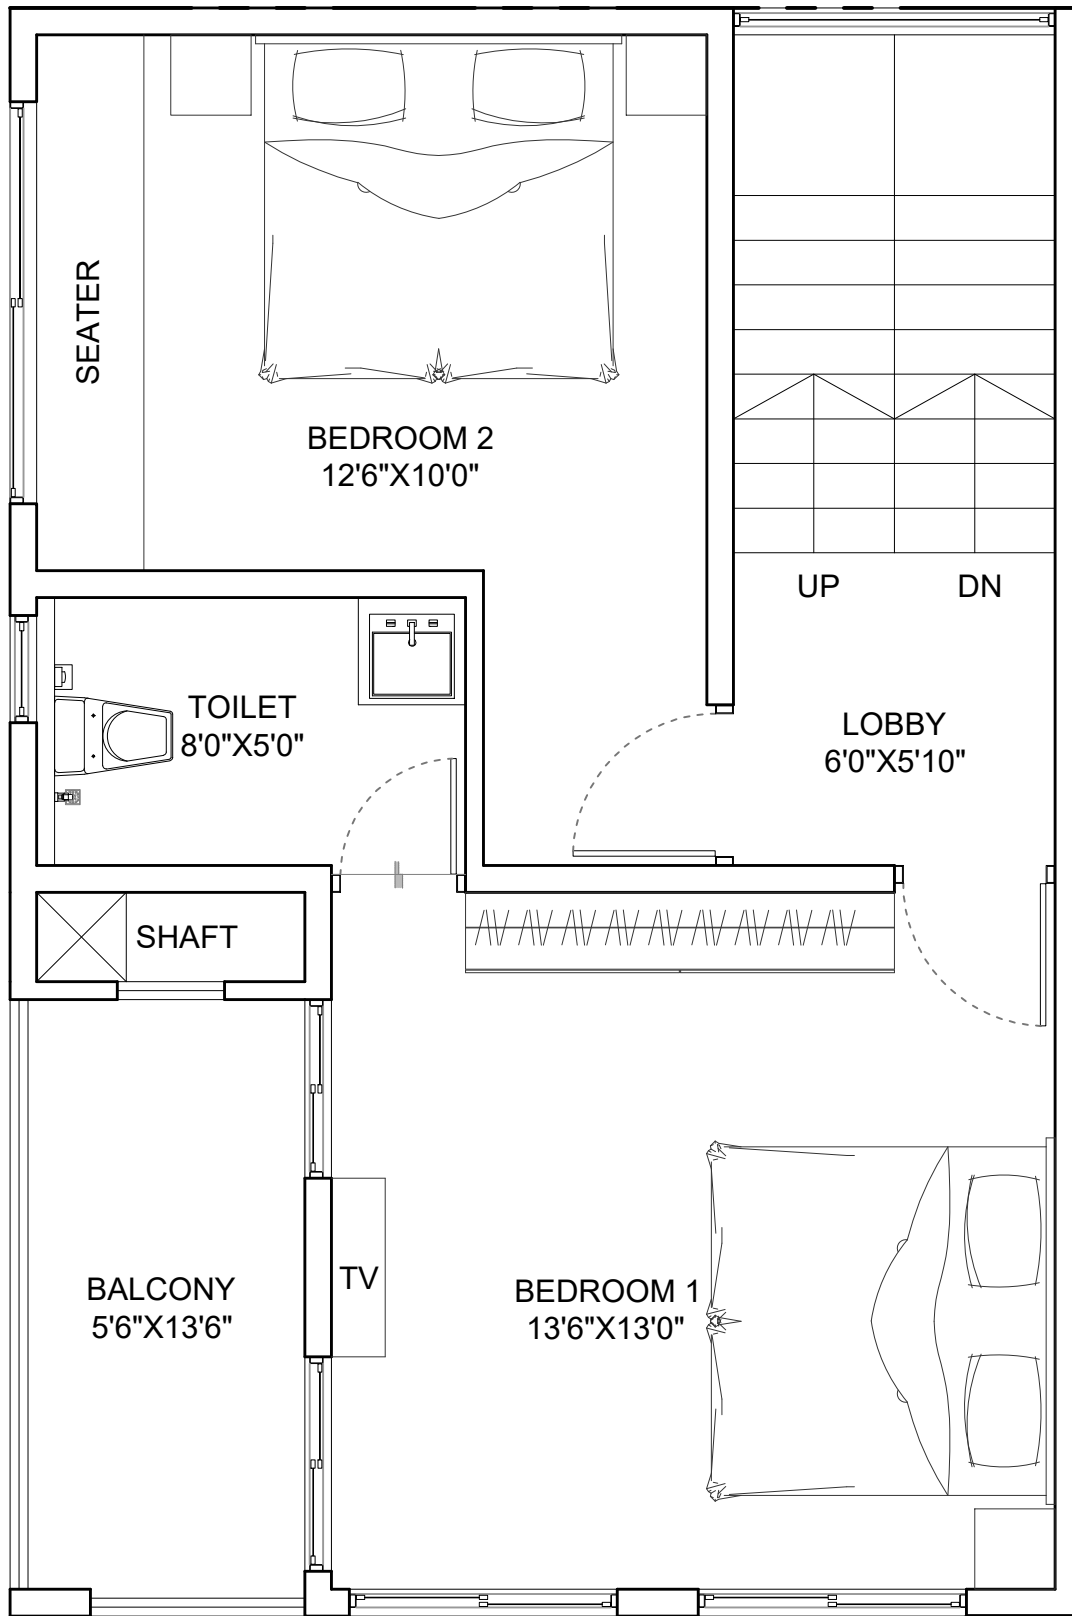 SEATER
BEDROOM 2
12'6"X10'0"
UP
DN
TOILET
8'0"X5'0"
LOBBY
6'0"X5'10"
SHAFT
BALCONY
5'6"X13'6"
TV
BEDROOM 1
13'6"X13'0"